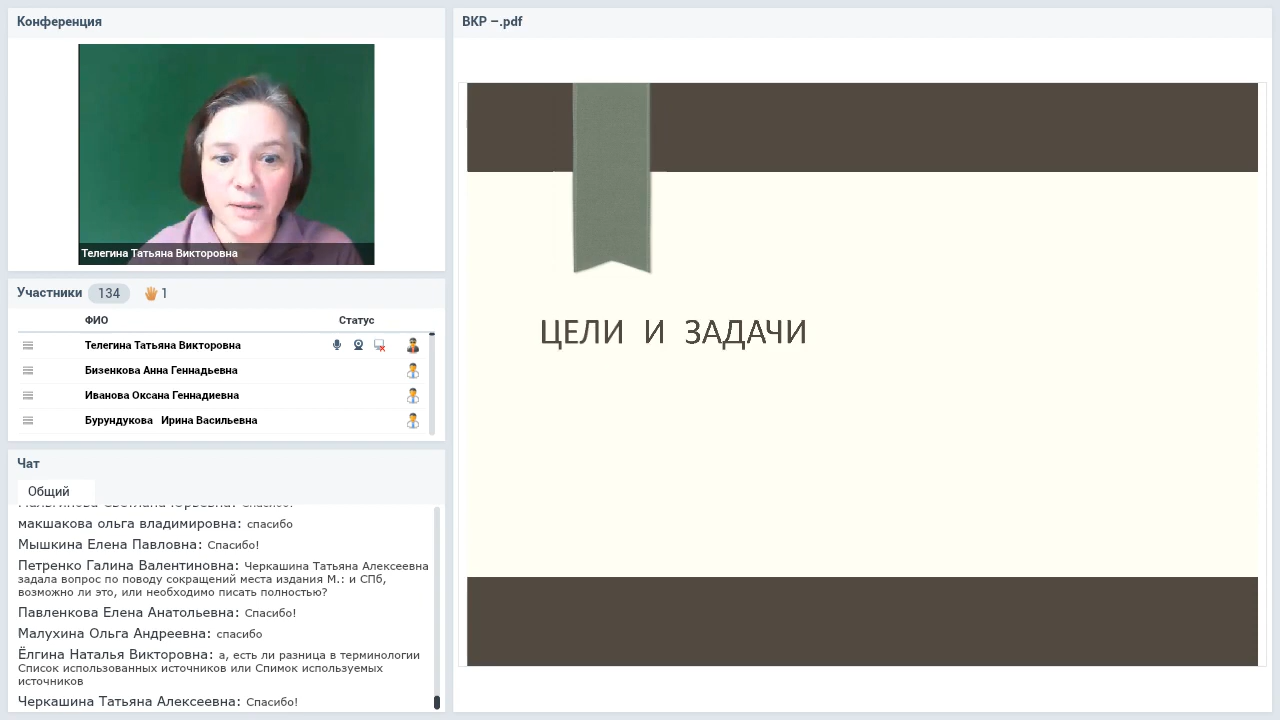 Конференция
Телегина Татьяна Викторовна
Участники 134 1
ФИО Статус
Телегина Татьяна Викторовна
Бизенкова Анна Геннадьевна
Иванова Оксана Геннадиевна
Бурундукова Ирина Васильевна
Чат
Общий
макшакова ольга владимировна: спасибо
Мышкина Елена Павловна: Спасибо!
Петренко Галина Валентиновна: Черкашина Татьяна Алексеевна
задала вопрос по поводу сокращений места издания М.: и СПб,
возможно ли это, или необходимо писать полностью?
Павленкова Елена Анатольевна: Спасибо!
Малухина Ольга Андреевна: спасибо
Ёлгина Наталья Викторовна: а, есть ли разница в терминологии
Список использованных источников или Спимок используемых
источников
Черкашина Татьяна Алексеевна: Спасибо!
ВКР –.pdf
ЦЕЛИ И ЗАДАЧИ